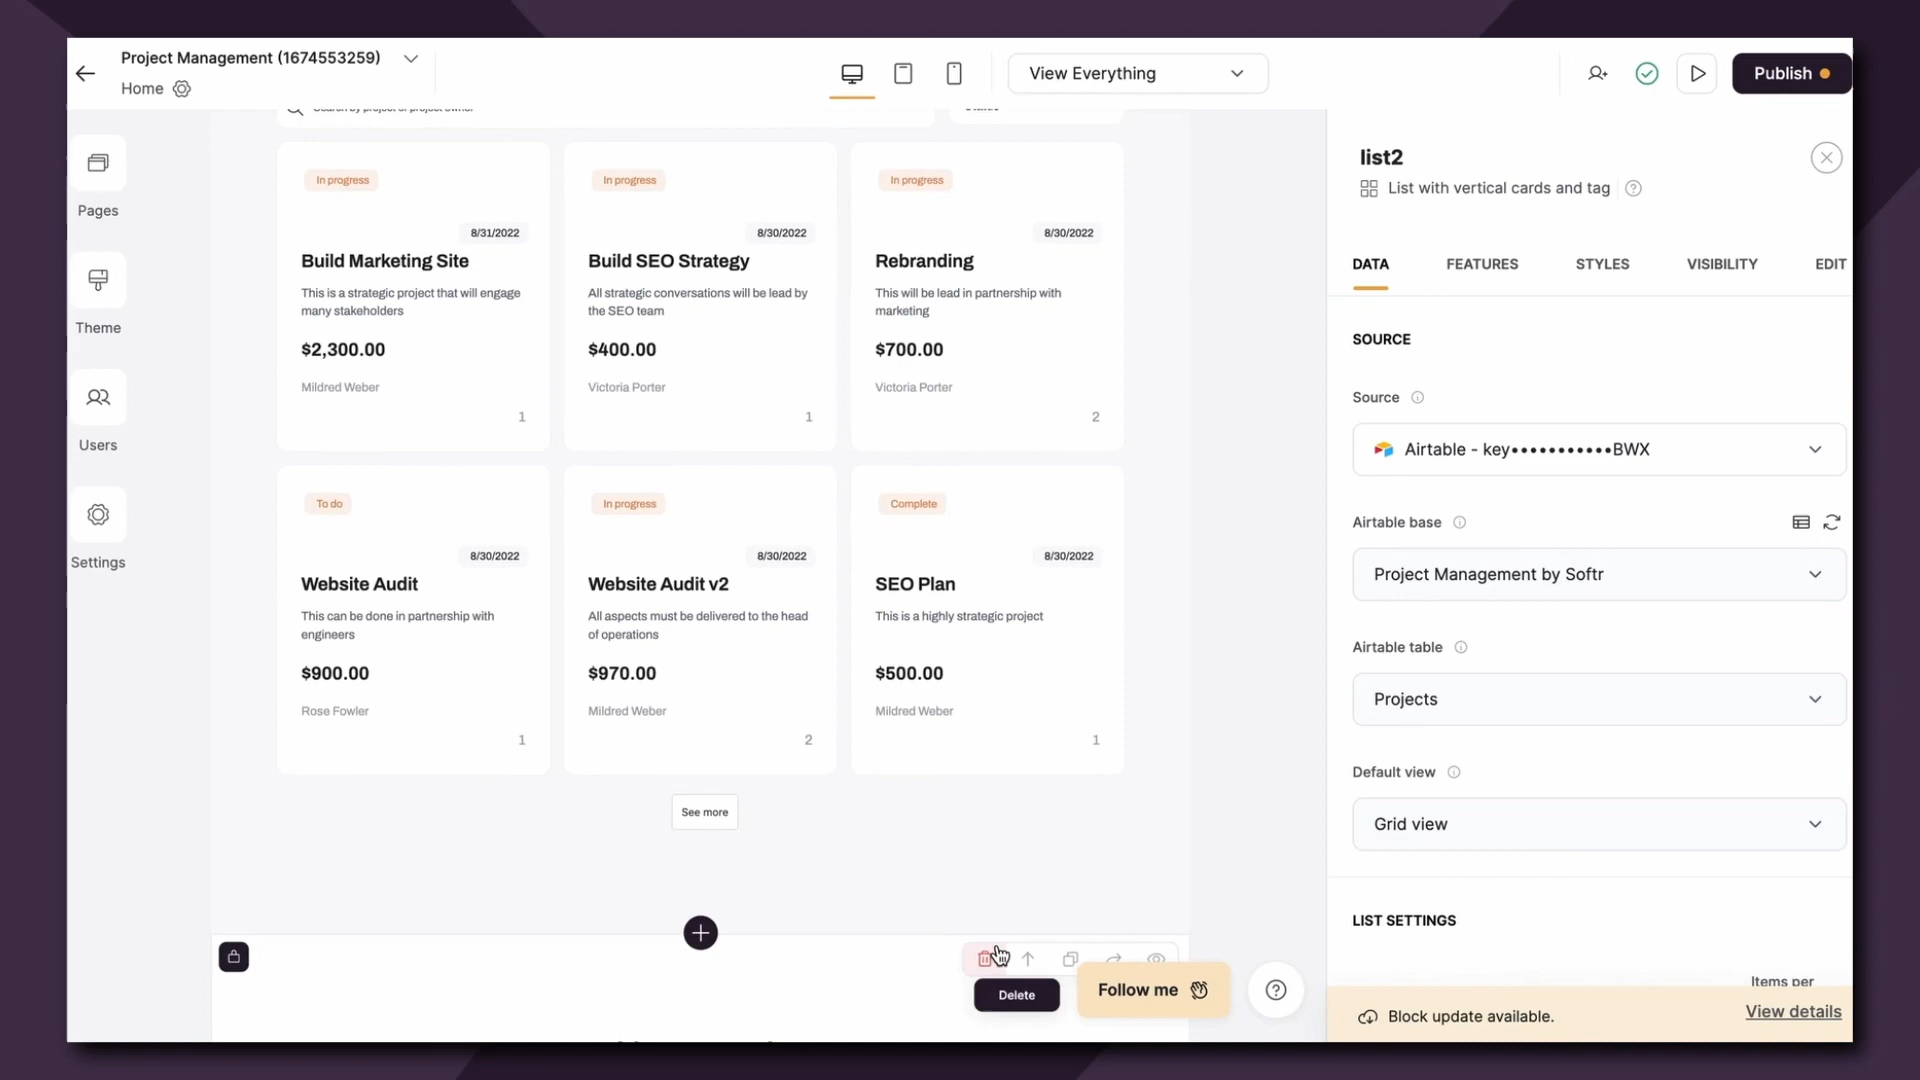 Project Management (1674553259)
Home
View Everything
Publish
Pages
Theme
Users
Settings
Search by project or project owner
Status
In progress
8/31/2022
Build Marketing Site
This is a strategic project that will engage
many stakeholders
$2,300.00
Mildred Weber
1
In progress
8/30/2022
Build SEO Strategy
All strategic conversations will be lead by
the SEO team
$400.00
Victoria Porter
1
In progress
8/30/2022
Rebranding
This will be lead in partnership with
marketing
$700.00
Victoria Porter
2
To do
8/30/2022
Website Audit
This can be done in partnership with
engineers
$900.00
Rose Fowler
1
In progress
8/30/2022
Website Audit v2
All aspects must be delivered to the head
of operations
$970.00
Mildred Weber
2
Complete
8/30/2022
SEO Plan
This is a highly strategic project
$500.00
Mildred Weber
1
See more
Delete
Follow me
list2
List with vertical cards and tag
DATA FEATURES STYLES VISIBILITY EDIT
SOURCE
Source
Airtable - key•••••••••••BWX
Airtable base
Project Management by Softr
Airtable table
Projects
Default view
Grid view
LIST SETTINGS
Items per
Block update available.
View details